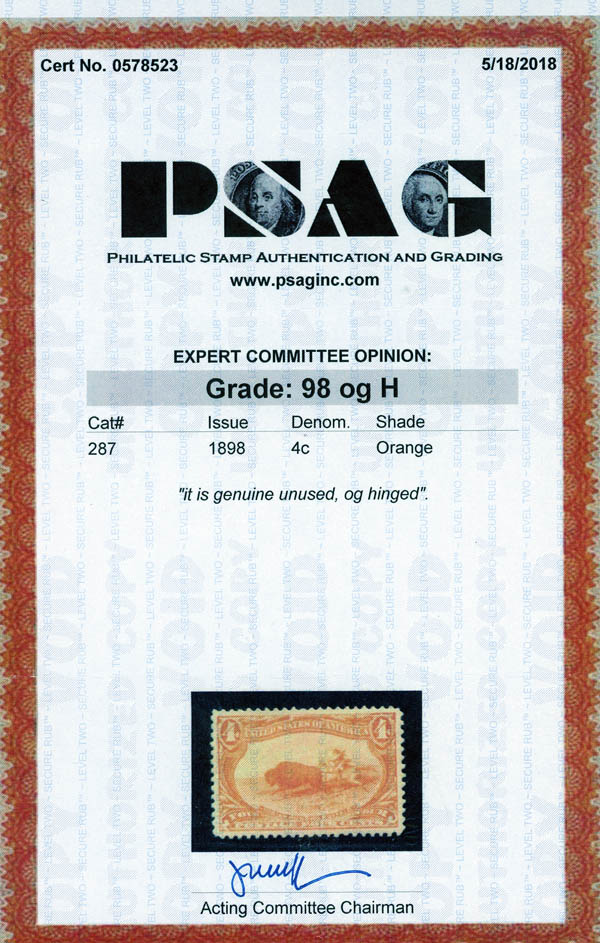 Cert No. 0578523 5/18/2018
PSAG
PHILATELIC STAMP AUTHENTICATION AND GRADING
www.psaginc.com
EXPERT COMMITTEE OPINION:
Grade: 98 og H
Cat# Issue Denom. Shade
287 1898 4c Orange
"it is genuine unused, og hinged".
4 UNITED STATES OF AMERICA 4
Acting Committee Chairman